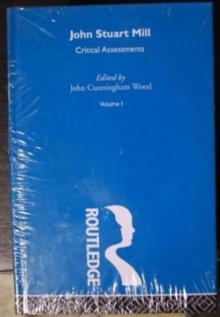 John Stuart Mill
Critical Assessments
Edited by
John Cunningham Wood
Volume I
ROUTLEDGE